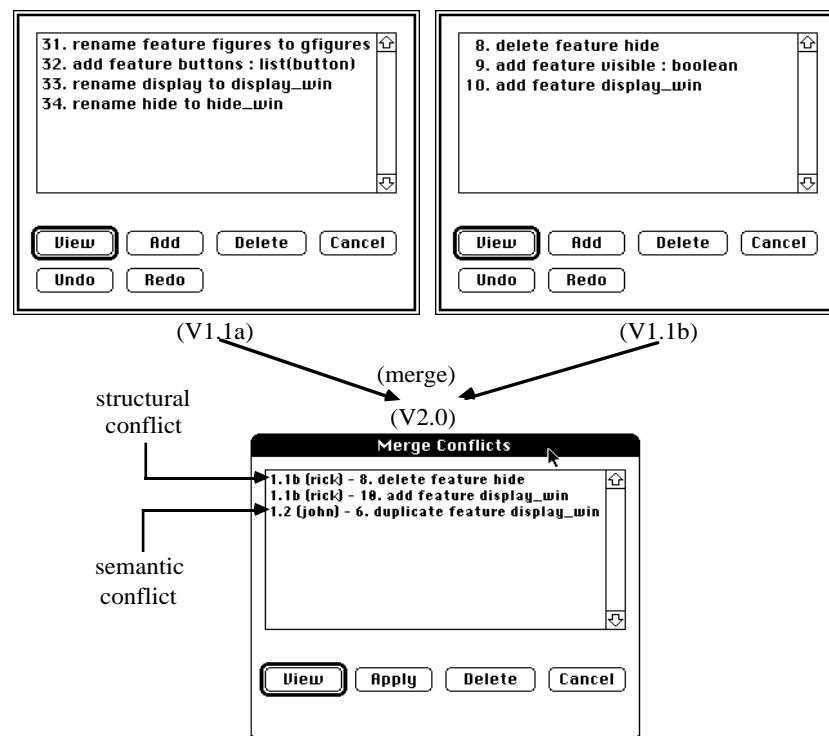 31. rename feature figures to gfigures
32. add feature buttons : list(button)
33. rename display to display_win
34. rename hide to hide_win
View Add Delete Cancel
Undo Redo
8. delete feature hide
9. add feature visible : boolean
10. add feature display_win
View Add Delete Cancel
Undo Redo
(V1.1a)
(V1.1b)
(merge)
(V2.0)
structural
conflict
semantic
conflict
Merge Conflicts
1.1b (rick) - 8. delete feature hide
1.1b (rick) - 10. add feature display_win
1.2 (john) - 6. duplicate feature display_win
View Apply Delete Cancel